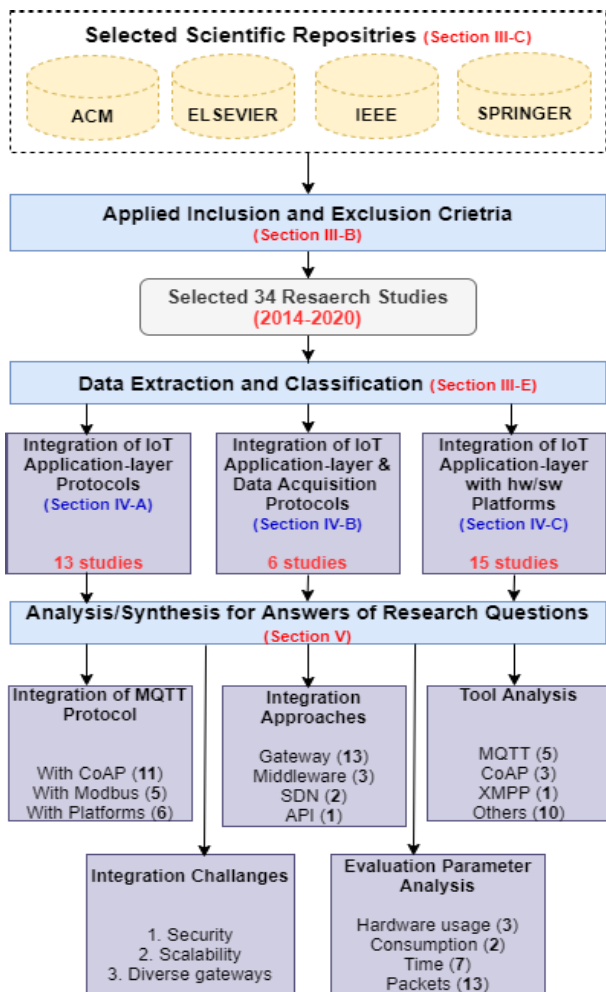 Selected Scientific Repositries (Section III-C)
ACM
ELSEVIER
IEEE
SPRINGER
Applied Inclusion and Exclusion Crietria
(Section III-B)
Selected 34 Resaerch Studies
(2014-2020)
Data Extraction and Classification (Section III-E)
Integration of IoT
Application-layer
Protocols
(Section IV-A)
13 studies
Integration of IoT
Application-layer &
Data Acquisition
Protocols
(Section IV-B)
6 studies
Integration of IoT
Application-layer
with hw/sw
Platforms
(Section IV-C)
15 studies
Analysis/Synthesis for Answers of Research Questions
(Section V)
Integration of MQTT
Protocol
With CoAP (11)
With Modbus (5)
With Platforms (6)
Integration
Approaches
Gateway (13)
Middleware (3)
SDN (2)
API (1)
Tool Analysis
MQTT (5)
CoAP (3)
XMPP (1)
Others (10)
Integration Challanges
1. Security
2. Scalability
3. Diverse gateways
Evaluation Parameter
Analysis
Hardware usage (3)
Consumption (2)
Time (7)
Packets (13)